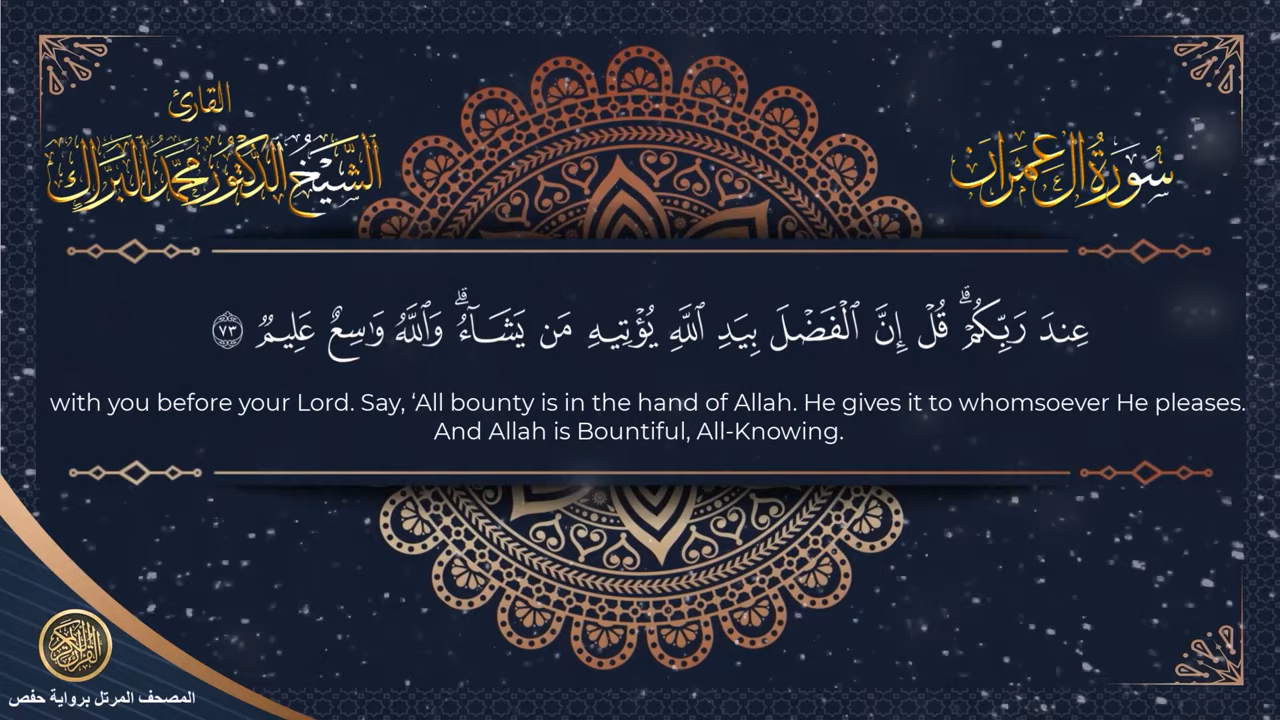 القارئ
الشيخ الدكتور محمد البراك
سورة آل عمران
عِندَ رَبِّكُمْ ۗ قُلْ إِنَّ ٱلْفَضْلَ بِيَدِ ٱللَّهِ يُؤْتِيهِ مَن يَشَآءُ ۗ وَٱللَّهُ وَٰسِعٌ عَلِيمٌ ٧٣
with you before your Lord. Say, ‘All bounty is in the hand of Allah. He gives it to whomsoever He pleases.
And Allah is Bountiful, All-Knowing.
القرآن الكريم
المصحف المرتل برواية حفص